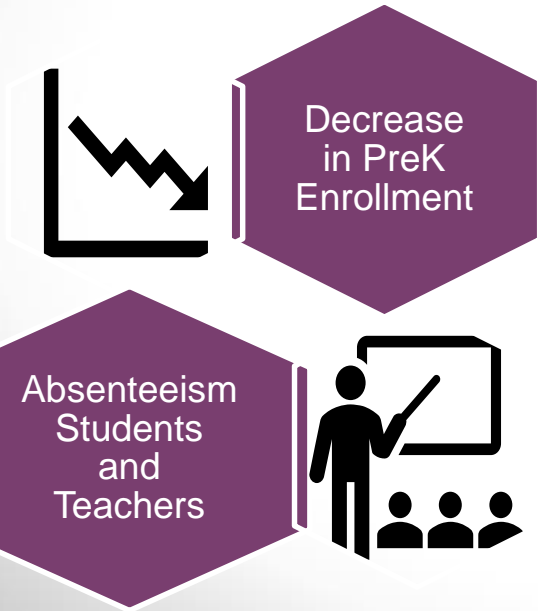 Decrease
in PreK
Enrollment
Absenteeism
Students
and
Teachers